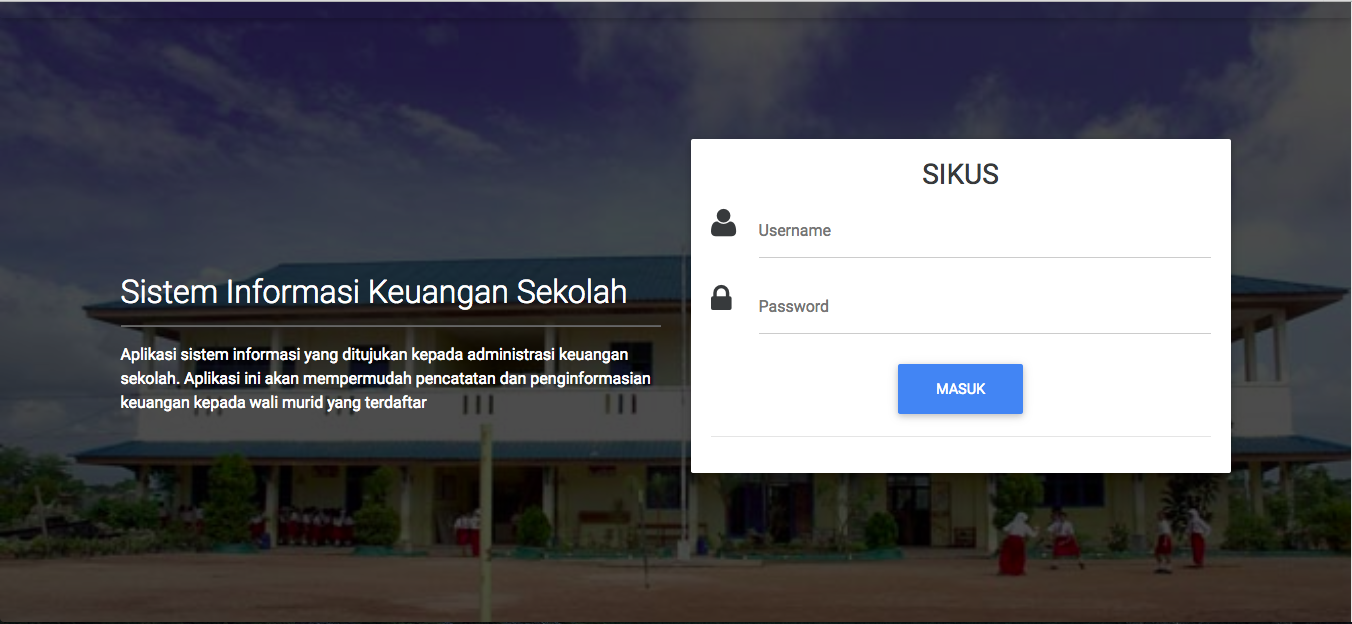 Sistem Informasi Keuangan Sekolah
Aplikasi sistem informasi yang ditujukan kepada administrasi keuangan
sekolah. Aplikasi ini akan mempermudah pencatatan dan penginformasian
keuangan kepada wali murid yang terdaftar
SIKUS
Username
Password
MASUK